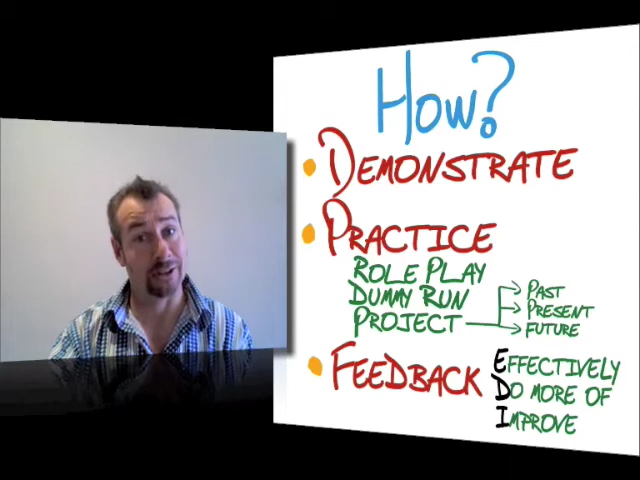 How?
DEMONSTRATE
PRACTICE
ROLE PLAY
DUMMY RUN
PROJECT
PAST
PRESENT
FUTURE
FEEDBACK
EFFECTIVELY
DO MORE OF
IMPROVE